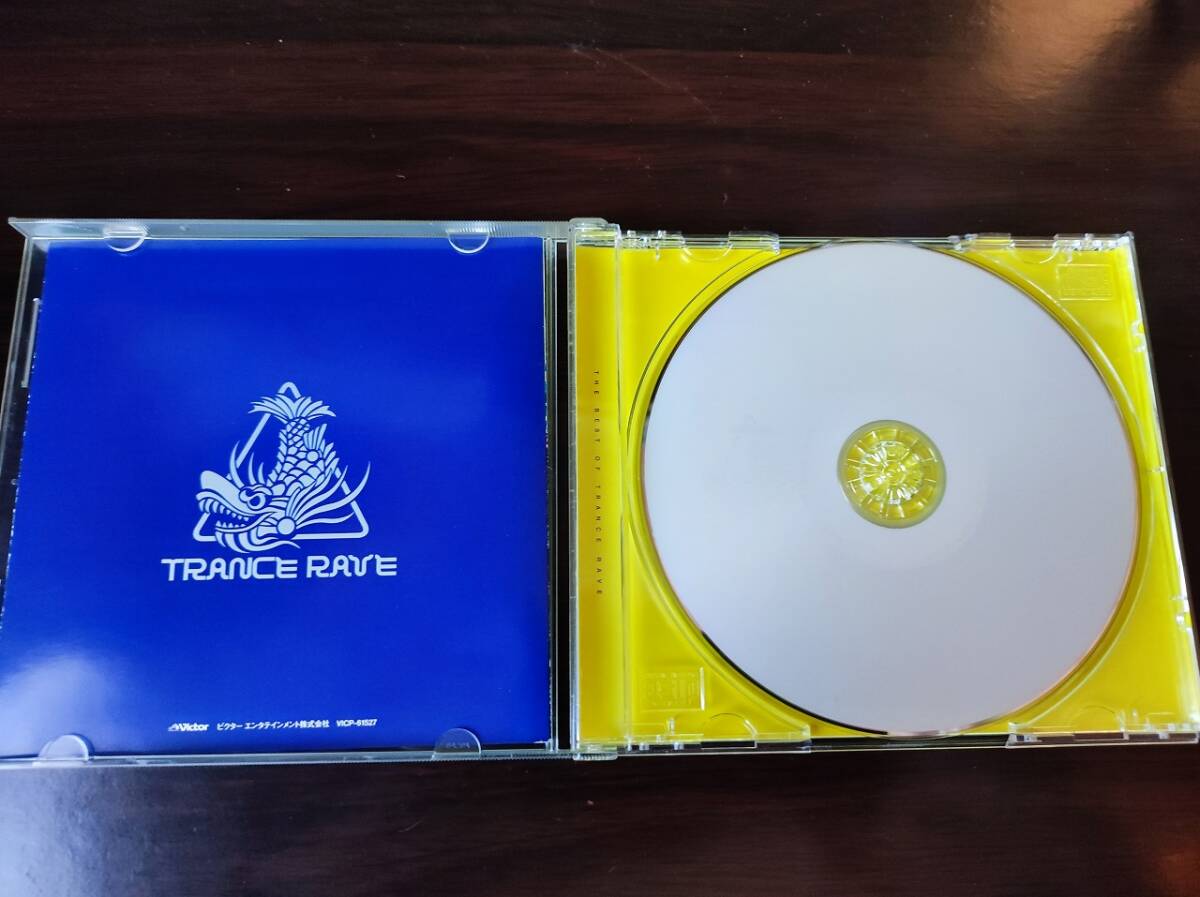 TRANCE RAVE
Victor ビクター エンタテインメント株式会社 VICP-61527
THE BEST OF TRANCE RAVE